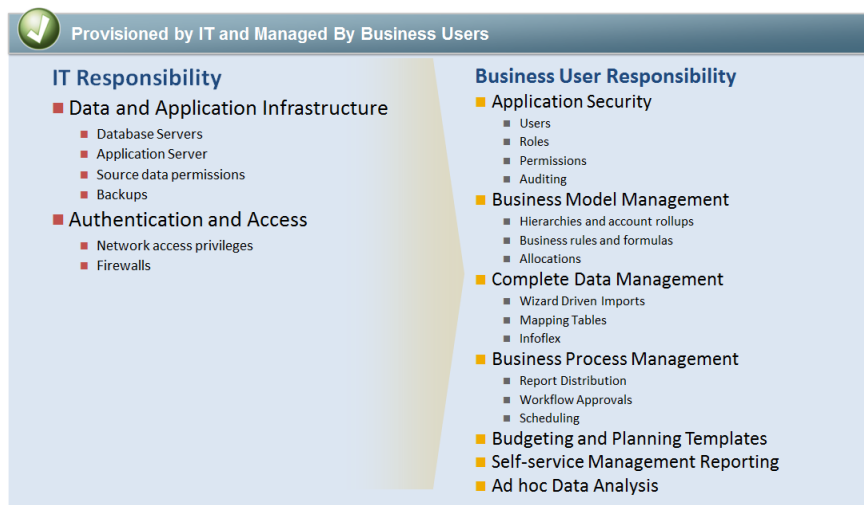 Provisioned by IT and Managed By Business Users
IT Responsibility
Data and Application Infrastructure
Database Servers
Application Server
Source data permissions
Backups
Authentication and Access
Network access privileges
Firewalls
Business User Responsibility
Application Security
Users
Roles
Permissions
Auditing
Business Model Management
Hierarchies and account rollups
Business rules and formulas
Allocations
Complete Data Management
Wizard Driven Imports
Mapping Tables
Infoflex
Business Process Management
Report Distribution
Workflow Approvals
Scheduling
Budgeting and Planning Templates
Self-service Management Reporting
Ad hoc Data Analysis